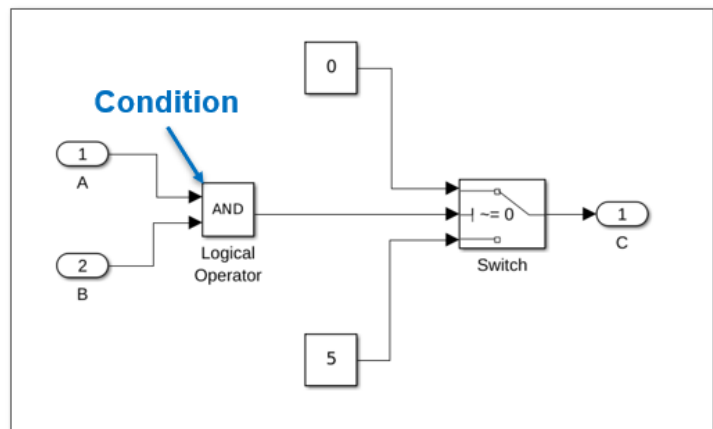 0
Condition
1
A
AND
~= 0
1
C
Logical
Operator
2
B
Switch
5